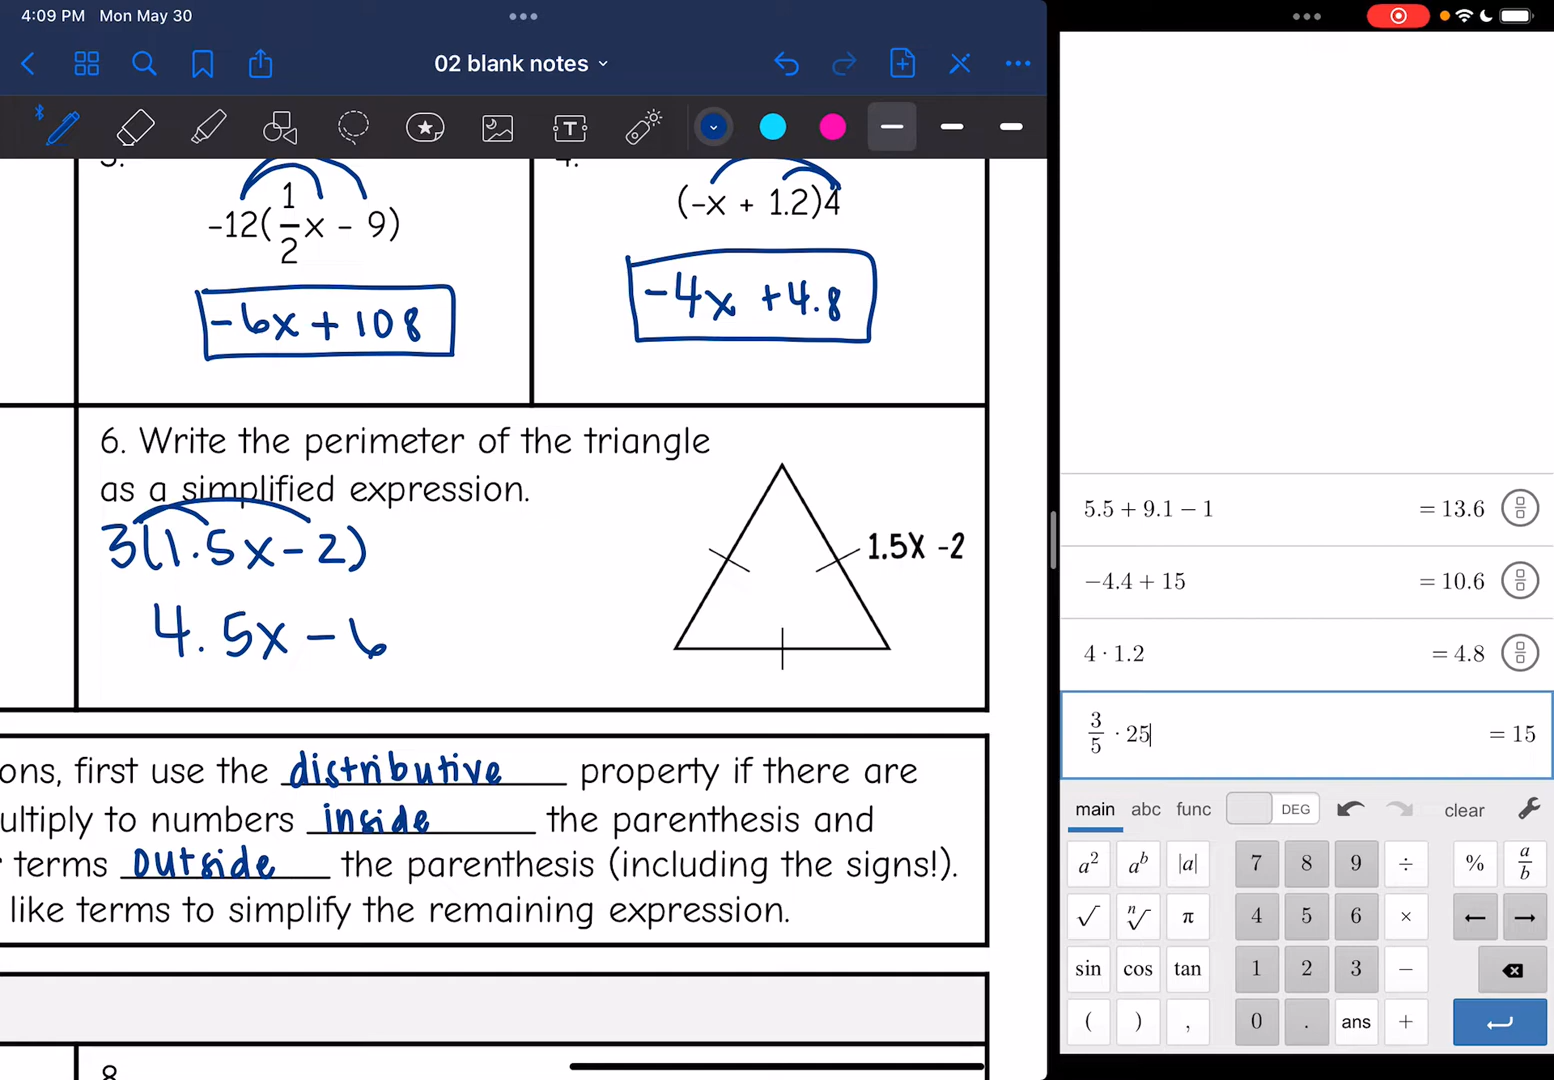 4:09 PM Mon May 30
02 blank notes
-12(1/2x - 9)
-6x + 108
(-x + 1.2)4
-4x + 4.8
6. Write the perimeter of the triangle
as a simplified expression.
3(1.5x - 2)
4.5x - 6
1.5X -2
ons, first use the distributive property if there are
ultiply to numbers inside the parenthesis and
terms outside the parenthesis (including the signs!).
like terms to simplify the remaining expression.
5.5 + 9.1 − 1 = 13.6
−4.4 + 15 = 10.6
4 · 1.2 = 4.8
3/5 · 25 = 15
main abc func DEG clear
a² aᵇ |a| 7 8 9 ÷ % a/b
√ ⁿ√ π 4 5 6 × ← →
sin cos tan 1 2 3 −
( ) , 0 . ans +